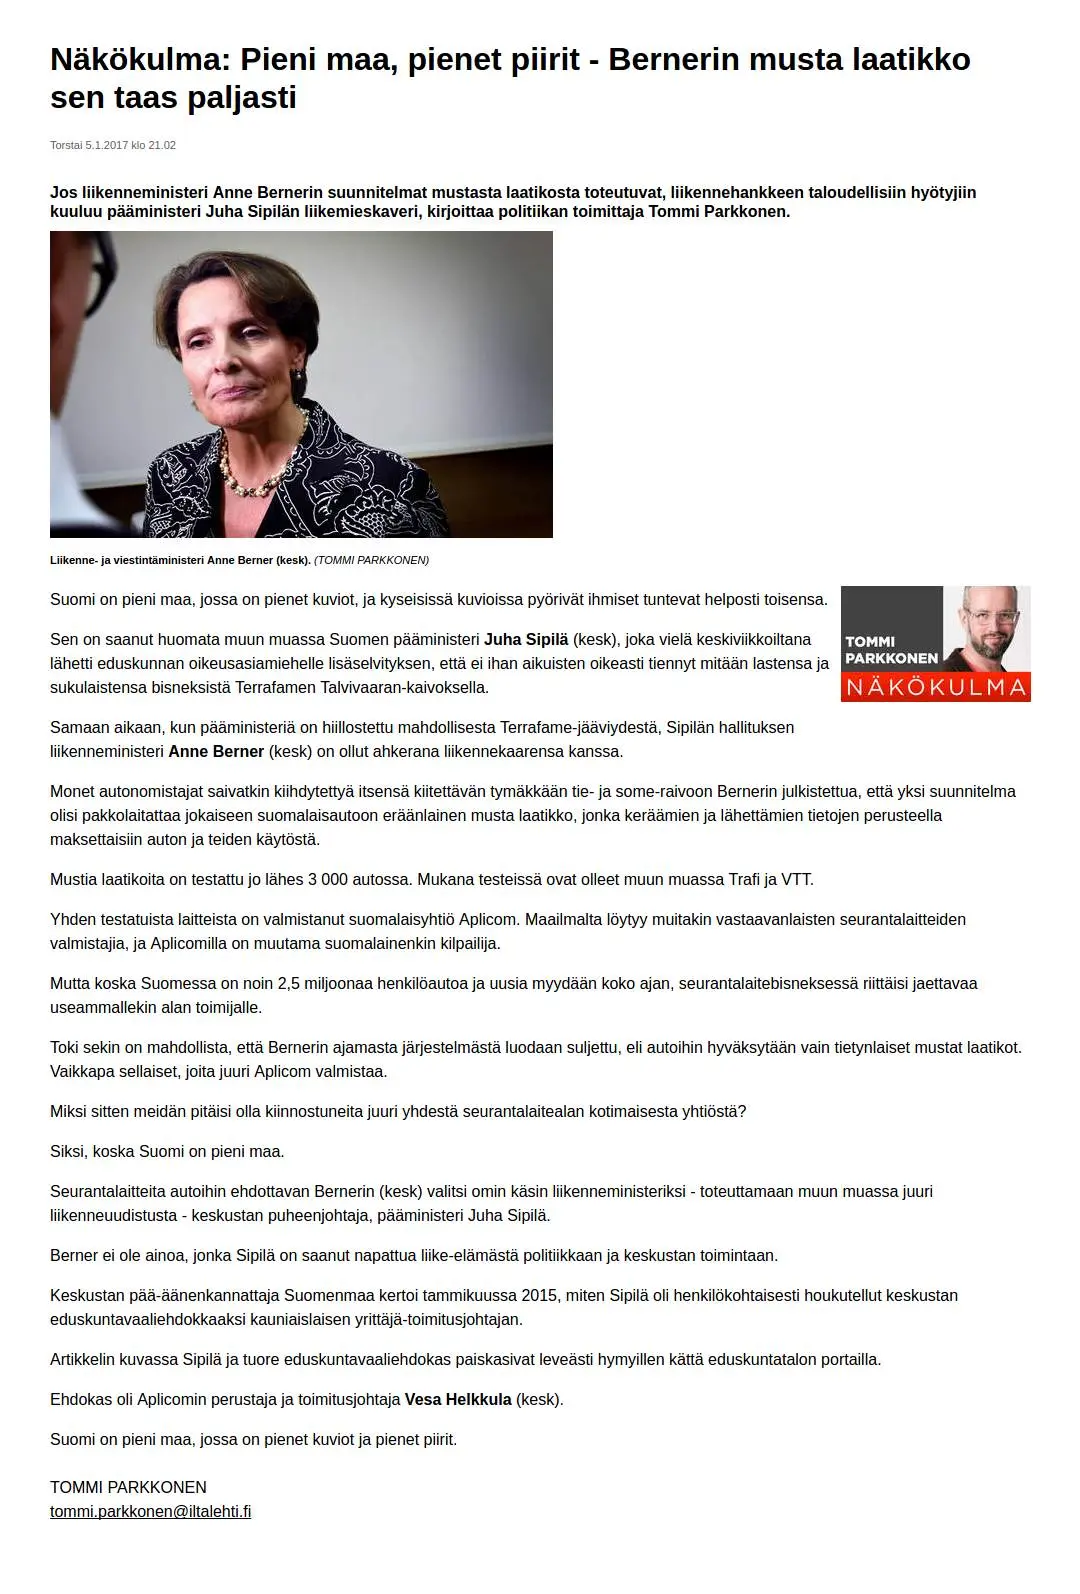 Näkökulma: Pieni maa, pienet piirit - Bernerin musta laatikko
sen taas paljasti
Torstai 5.1.2017 klo 21.02
Jos liikenneministeri Anne Bernerin suunnitelmat mustasta laatikosta toteutuvat, liikennehankkeen taloudellisiin hyötyjiin
kuuluu pääministeri Juha Sipilän liikemieskaveri, kirjoittaa politiikan toimittaja Tommi Parkkonen.
Liikenne- ja viestintäministeri Anne Berner (kesk). (TOMMI PARKKONEN)
Suomi on pieni maa, jossa on pienet kuviot, ja kyseisissä kuvioissa pyörivät ihmiset tuntevat helposti toisensa.
TOMMI
PARKKONEN
NÄKÖKULMA
Sen on saanut huomata muun muassa Suomen pääministeri Juha Sipilä (kesk), joka vielä keskiviikkoiltana
lähetti eduskunnan oikeusasiamiehelle lisäselvityksen, että ei ihan aikuisten oikeasti tiennyt mitään lastensa ja
sukulaistensa bisneksistä Terrafamen Talvivaaran-kaivoksella.
Samaan aikaan, kun pääministeriä on hiillostettu mahdollisesta Terrafame-jääviydestä, Sipilän hallituksen
liikenneministeri Anne Berner (kesk) on ollut ahkerana liikennekaarensa kanssa.
Monet autonomistajat saivatkin kiihdytettyä itsensä kiitettävän tymäkkään tie- ja some-raivoon Bernerin julkistettua, että yksi suunnitelma
olisi pakkolaitattaa jokaiseen suomalaisautoon eräänlainen musta laatikko, jonka keräämien ja lähettämien tietojen perusteella
maksettaisiin auton ja teiden käytöstä.
Mustia laatikoita on testattu jo lähes 3 000 autossa. Mukana testeissä ovat olleet muun muassa Trafi ja VTT.
Yhden testatuista laitteista on valmistanut suomalaisyhtiö Aplicom. Maailmalta löytyy muitakin vastaavanlaisten seurantalaitteiden
valmistajia, ja Aplicomilla on muutama suomalainenkin kilpailija.
Mutta koska Suomessa on noin 2,5 miljoonaa henkilöautoa ja uusia myydään koko ajan, seurantalaitebisneksessä riittäisi jaettavaa
useammallekin alan toimijalle.
Toki sekin on mahdollista, että Bernerin ajamasta järjestelmästä luodaan suljettu, eli autoihin hyväksytään vain tietynlaiset mustat laatikot.
Vaikkapa sellaiset, joita juuri Aplicom valmistaa.
Miksi sitten meidän pitäisi olla kiinnostuneita juuri yhdestä seurantalaitealan kotimaisesta yhtiöstä?
Siksi, koska Suomi on pieni maa.
Seurantalaitteita autoihin ehdottavan Bernerin (kesk) valitsi omin käsin liikenneministeriksi - toteuttamaan muun muassa juuri
liikenneuudistusta - keskustan puheenjohtaja, pääministeri Juha Sipilä.
Berner ei ole ainoa, jonka Sipilä on saanut napattua liike-elämästä politiikkaan ja keskustan toimintaan.
Keskustan pää-äänenkannattaja Suomenmaa kertoi tammikuussa 2015, miten Sipilä oli henkilökohtaisesti houkutellut keskustan
eduskuntavaaliehdokkaaksi kauniaislaisen yrittäjä-toimitusjohtajan.
Artikkelin kuvassa Sipilä ja tuore eduskuntavaaliehdokas paiskasivat leveästi hymyillen kättä eduskuntatalon portailla.
Ehdokas oli Aplicomin perustaja ja toimitusjohtaja Vesa Helkkula (kesk).
Suomi on pieni maa, jossa on pienet kuviot ja pienet piirit.
TOMMI PARKKONEN
tommi.parkkonen@iltalehti.fi